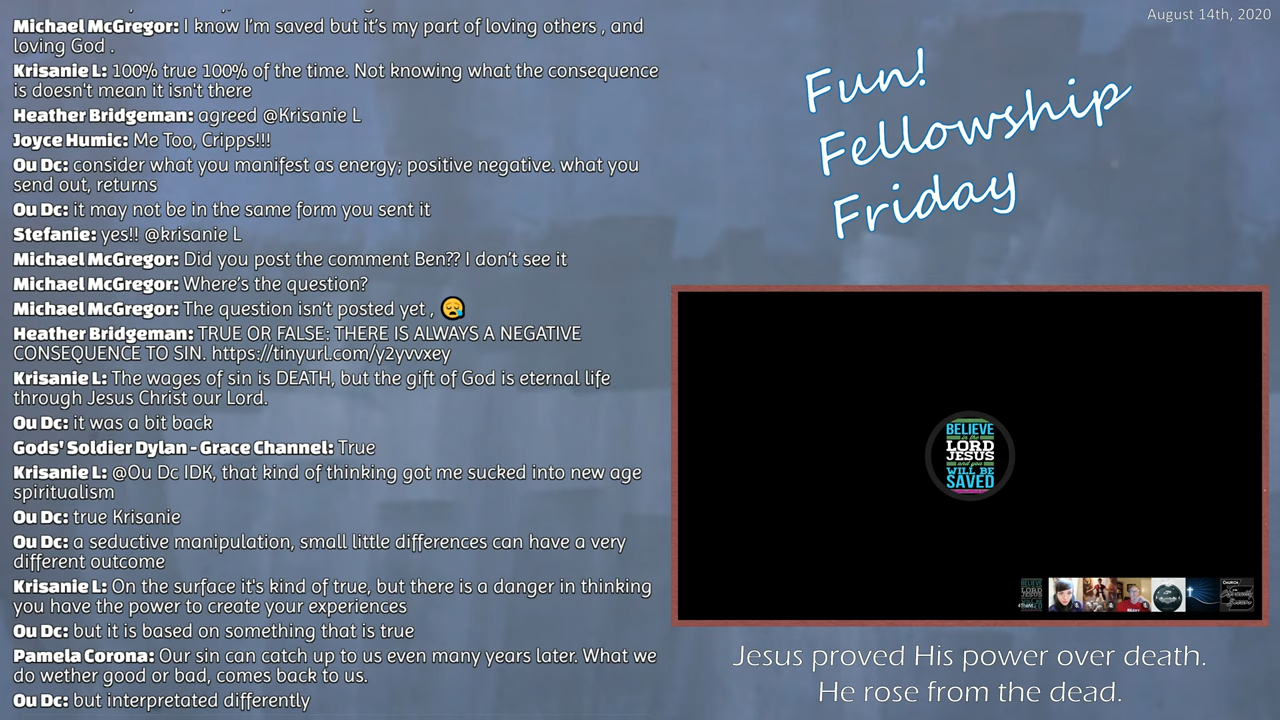 Michael McGregor: I know I'm saved but it's my part of loving others , and
loving God .
Krisanie L: 100% true 100% of the time. Not knowing what the consequence
is doesn't mean it isn't there
Heather Bridgeman: agreed @Krisanie L
Joyce Humic: Me Too, Cripps!!!
Ou Dc: consider what you manifest as energy; positive negative. what you
send out, returns
Ou Dc: it may not be in the same form you sent it
Stefanie: yes!! @krisanie L
Michael McGregor: Did you post the comment Ben?? I don't see it
Michael McGregor: Where's the question?
Michael McGregor: The question isn't posted yet , 😪
Heather Bridgeman: TRUE OR FALSE: THERE IS ALWAYS A NEGATIVE
CONSEQUENCE TO SIN. https://tinyurl.com/y2yvvxey
Krisanie L: The wages of sin is DEATH, but the gift of God is eternal life
through Jesus Christ our Lord.
Ou Dc: it was a bit back
Gods' Soldier Dylan - Grace Channel: True
Krisanie L: @Ou Dc IDK, that kind of thinking got me sucked into new age
spiritualism
Ou Dc: true Krisanie
Ou Dc: a seductive manipulation, small little differences can have a very
different outcome
Krisanie L: On the surface it's kind of true, but there is a danger in thinking
you have the power to create your experiences
Ou Dc: but it is based on something that is true
Pamela Corona: Our sin can catch up to us even many years later. What we
do wether good or bad, comes back to us.
Ou Dc: but interpretated differently
August 14th, 2020
Fun!
Fellowship
Friday
BELIEVE
in the
LORD
JESUS
and you
WILL BE
SAVED
Jesus proved His power over death.
He rose from the dead.